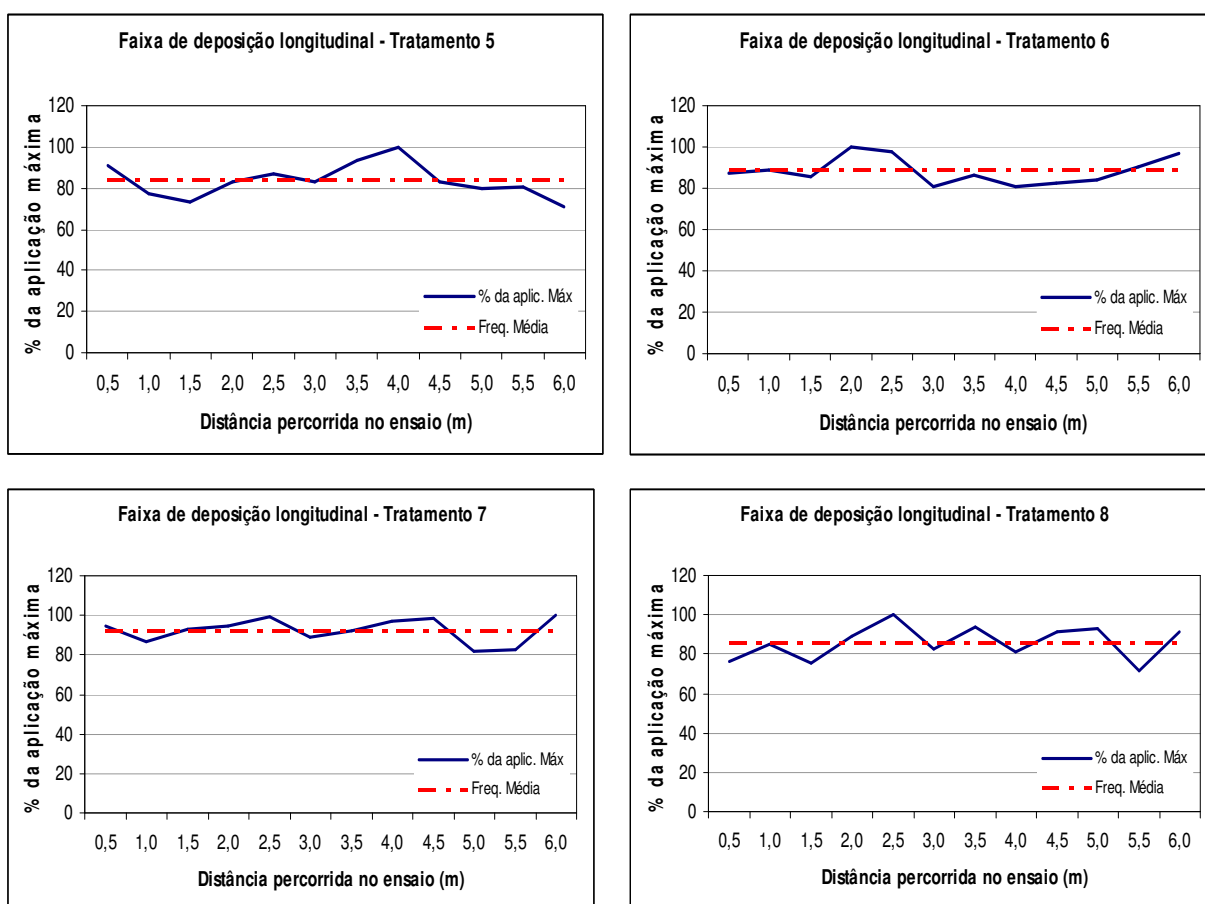 Faixa de deposição longitudinal - Tratamento 5
% da aplicação máxima
120
100
80
60
40
20
0
% da aplic. Máx
Freq. Média
0,5 1,0 1,5 2,0 2,5 3,0 3,5 4,0 4,5 5,0 5,5 6,0
Distância percorrida no ensaio (m)
Faixa de deposição longitudinal - Tratamento 6
% da aplicação máxima
120
100
80
60
40
20
0
% da aplic. Máx
Freq. Média
0,5 1,0 1,5 2,0 2,5 3,0 3,5 4,0 4,5 5,0 5,5 6,0
Distância percorrida no ensaio (m)
Faixa de deposição longitudinal - Tratamento 7
% da aplicação máxima
120
100
80
60
40
20
0
% da aplic. Máx
Freq. Média
0,5 1,0 1,5 2,0 2,5 3,0 3,5 4,0 4,5 5,0 5,5 6,0
Distância percorrida no ensaio (m)
Faixa de deposição longitudinal - Tratamento 8
% da aplicação máxima
120
100
80
60
40
20
0
% da aplic. Máx
Freq. Média
0,5 1,0 1,5 2,0 2,5 3,0 3,5 4,0 4,5 5,0 5,5 6,0
Distância percorrida no ensaio (m)